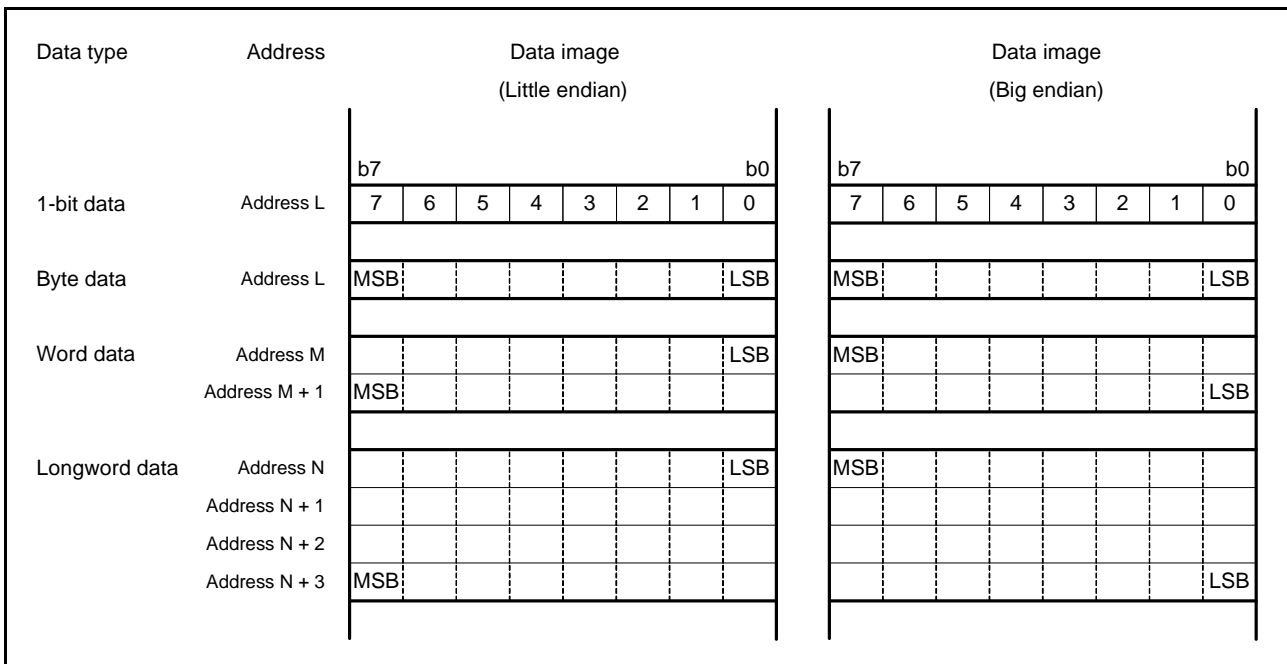 Data type Address Data image Data image
(Little endian) (Big endian)
b7 b0 b7 b0
1-bit data Address L 7 6 5 4 3 2 1 0 7 6 5 4 3 2 1 0
Byte data Address L MSB LSB MSB LSB
Word data Address M LSB MSB
Address M + 1 MSB LSB
Longword data Address N LSB MSB
Address N + 1
Address N + 2
Address N + 3 MSB LSB